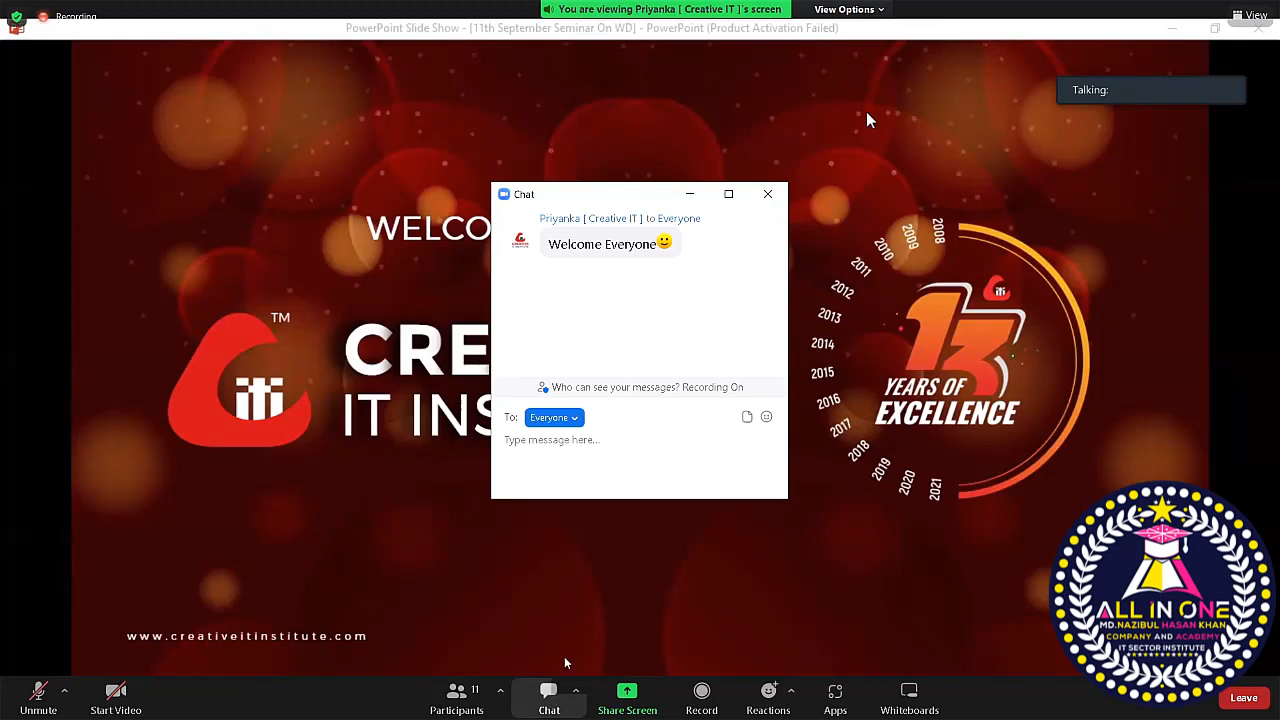 Recording
You are viewing Priyanka [ Creative IT ]'s screen
View Options
View
PowerPoint Slide Show - [11th September Seminar On WD] - PowerPoint (Product Activation Failed)
Talking:
WELCO
TM
CRE
IT INS
www.creativeitinstitute.com
Chat
Priyanka [ Creative IT ] to Everyone
Welcome Everyone🙂
Who can see your messages? Recording On
To: Everyone
Type message here...
2008
2009
2010
2011
2012
2013
2014
2015
2016
2017
2018
2019
2020
2021
iti
13
YEARS OF
EXCELLENCE
ALL IN ONE
MD.NAZIBUL HASAN KHAN
COMPANY AND ACADEMY
IT SECTOR INSTITUTE
Unmute
Start Video
Participants
11
Chat
Share Screen
Record
Reactions
Apps
Whiteboards
Leave